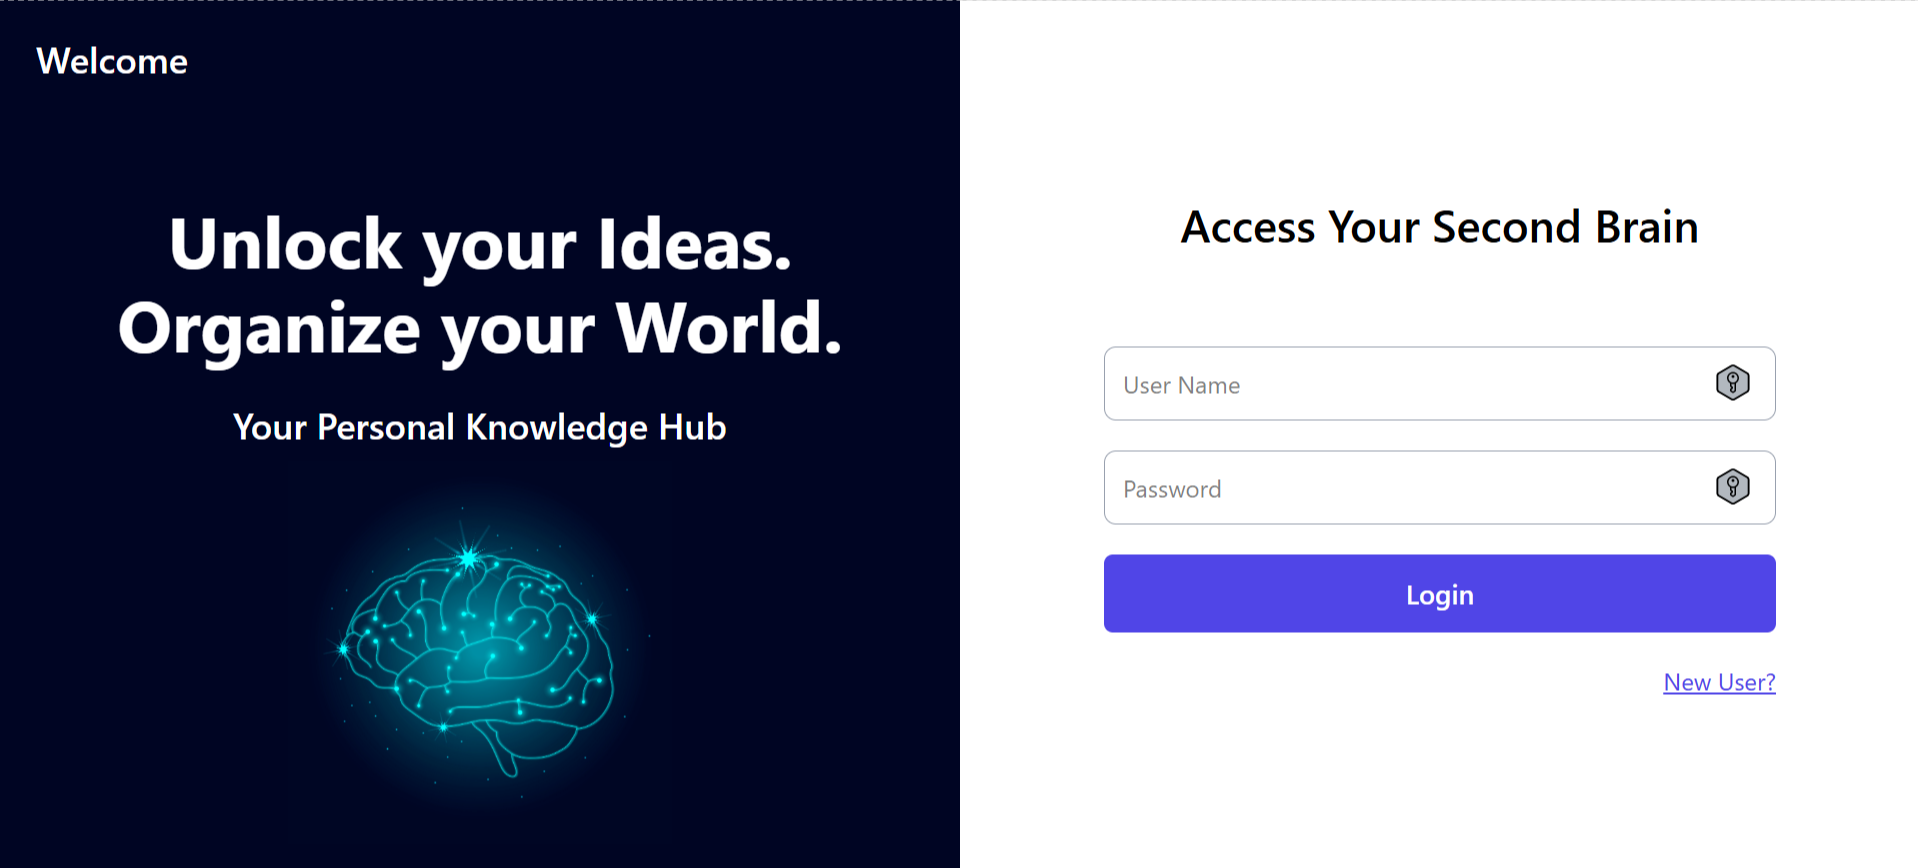 Welcome
Unlock your Ideas.
Organize your World.
Your Personal Knowledge Hub
Access Your Second Brain
User Name
Password
Login
New User?